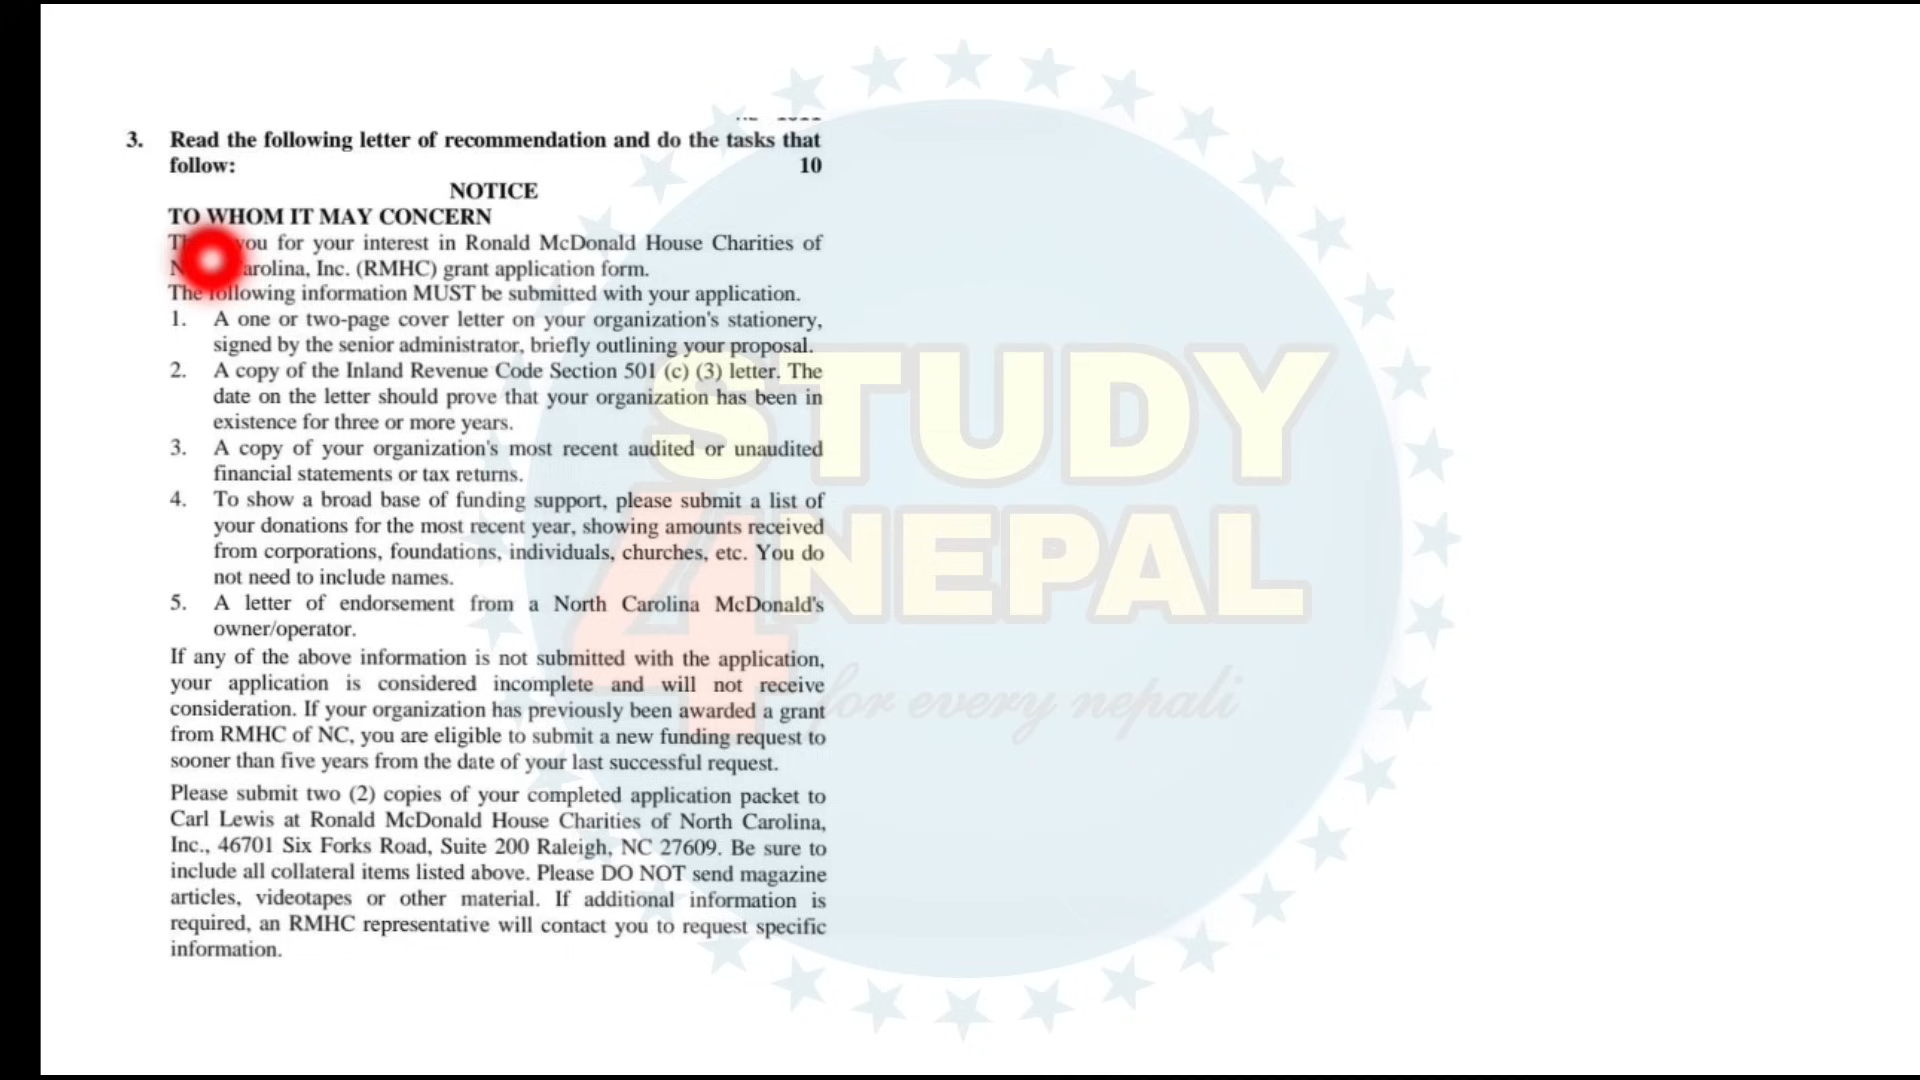 3. Read the following letter of recommendation and do the tasks that
follow: 10
NOTICE
TO WHOM IT MAY CONCERN
you for your interest in Ronald McDonald House Charities of
arolina, Inc. (RMHC) grant application form.
The following information MUST be submitted with your application.
1. A one or two-page cover letter on your organization's stationery,
signed by the senior administrator, briefly outlining your proposal.
2. A copy of the Inland Revenue Code Section 501 (c) (3) letter. The
date on the letter should prove that your organization has been in
existence for three or more years.
3. A copy of your organization's most recent audited or unaudited
financial statements or tax returns.
4. To show a broad base of funding support, please submit a list of
your donations for the most recent year, showing amounts received
from corporations, foundations, individuals, churches, etc. You do
not need to include names.
5. A letter of endorsement from a North Carolina McDonald's
owner/operator.
If any of the above information is not submitted with the application,
your application is considered incomplete and will not receive
consideration. If your organization has previously been awarded a grant
from RMHC of NC, you are eligible to submit a new funding request to
sooner than five years from the date of your last successful request.
Please submit two (2) copies of your completed application packet to
Carl Lewis at Ronald McDonald House Charities of North Carolina,
Inc., 46701 Six Forks Road, Suite 200 Raleigh, NC 27609. Be sure to
include all collateral items listed above. Please DO NOT send magazine
articles, videotapes or other material. If additional information is
required, an RMHC representative will contact you to request specific
information.
STUDY
4 NEPAL
for every nepali